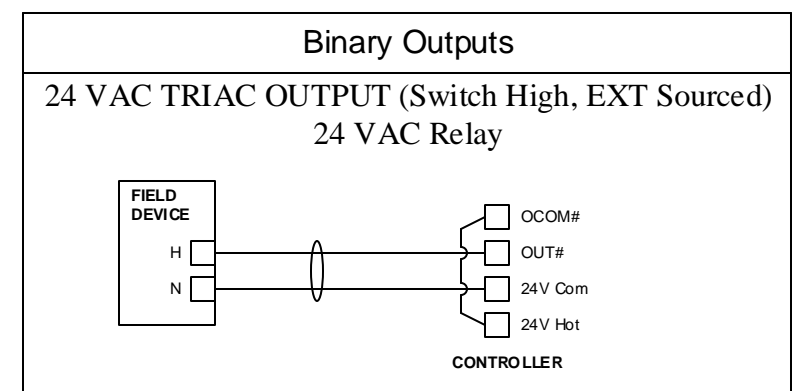 Binary Outputs
24 VAC TRIAC OUTPUT (Switch High, EXT Sourced)
24 VAC Relay
FIELD
DEVICE
H
N
OCOM#
OUT#
24V Com
24V Hot
CONTROLLER